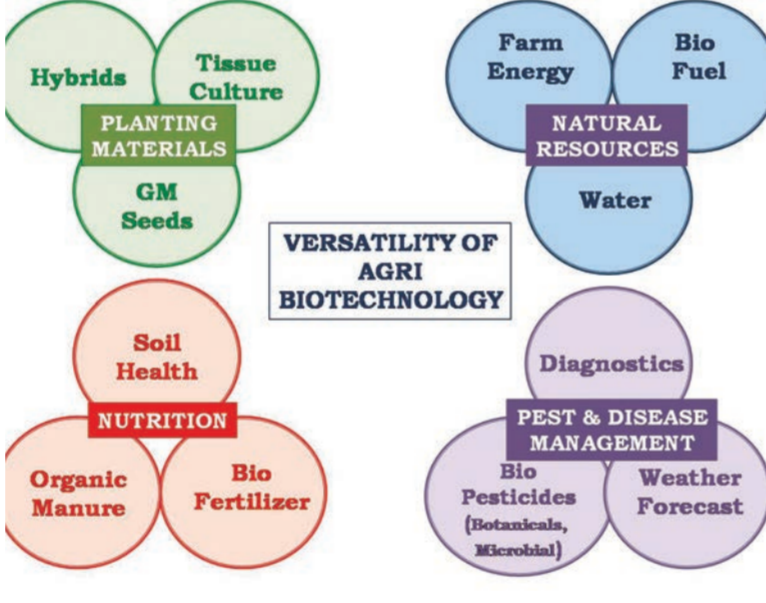 Hybrids
Tissue
Culture
PLANTING
MATERIALS
GM
Seeds
Farm
Energy
Bio
Fuel
NATURAL
RESOURCES
Water
VERSATILITY OF
AGRI
BIOTECHNOLOGY
Soil
Health
NUTRITION
Organic
Manure
Bio
Fertilizer
Diagnostics
PEST & DISEASE
MANAGEMENT
Bio
Pesticides
(Botanicals,
Microbial)
Weather
Forecast